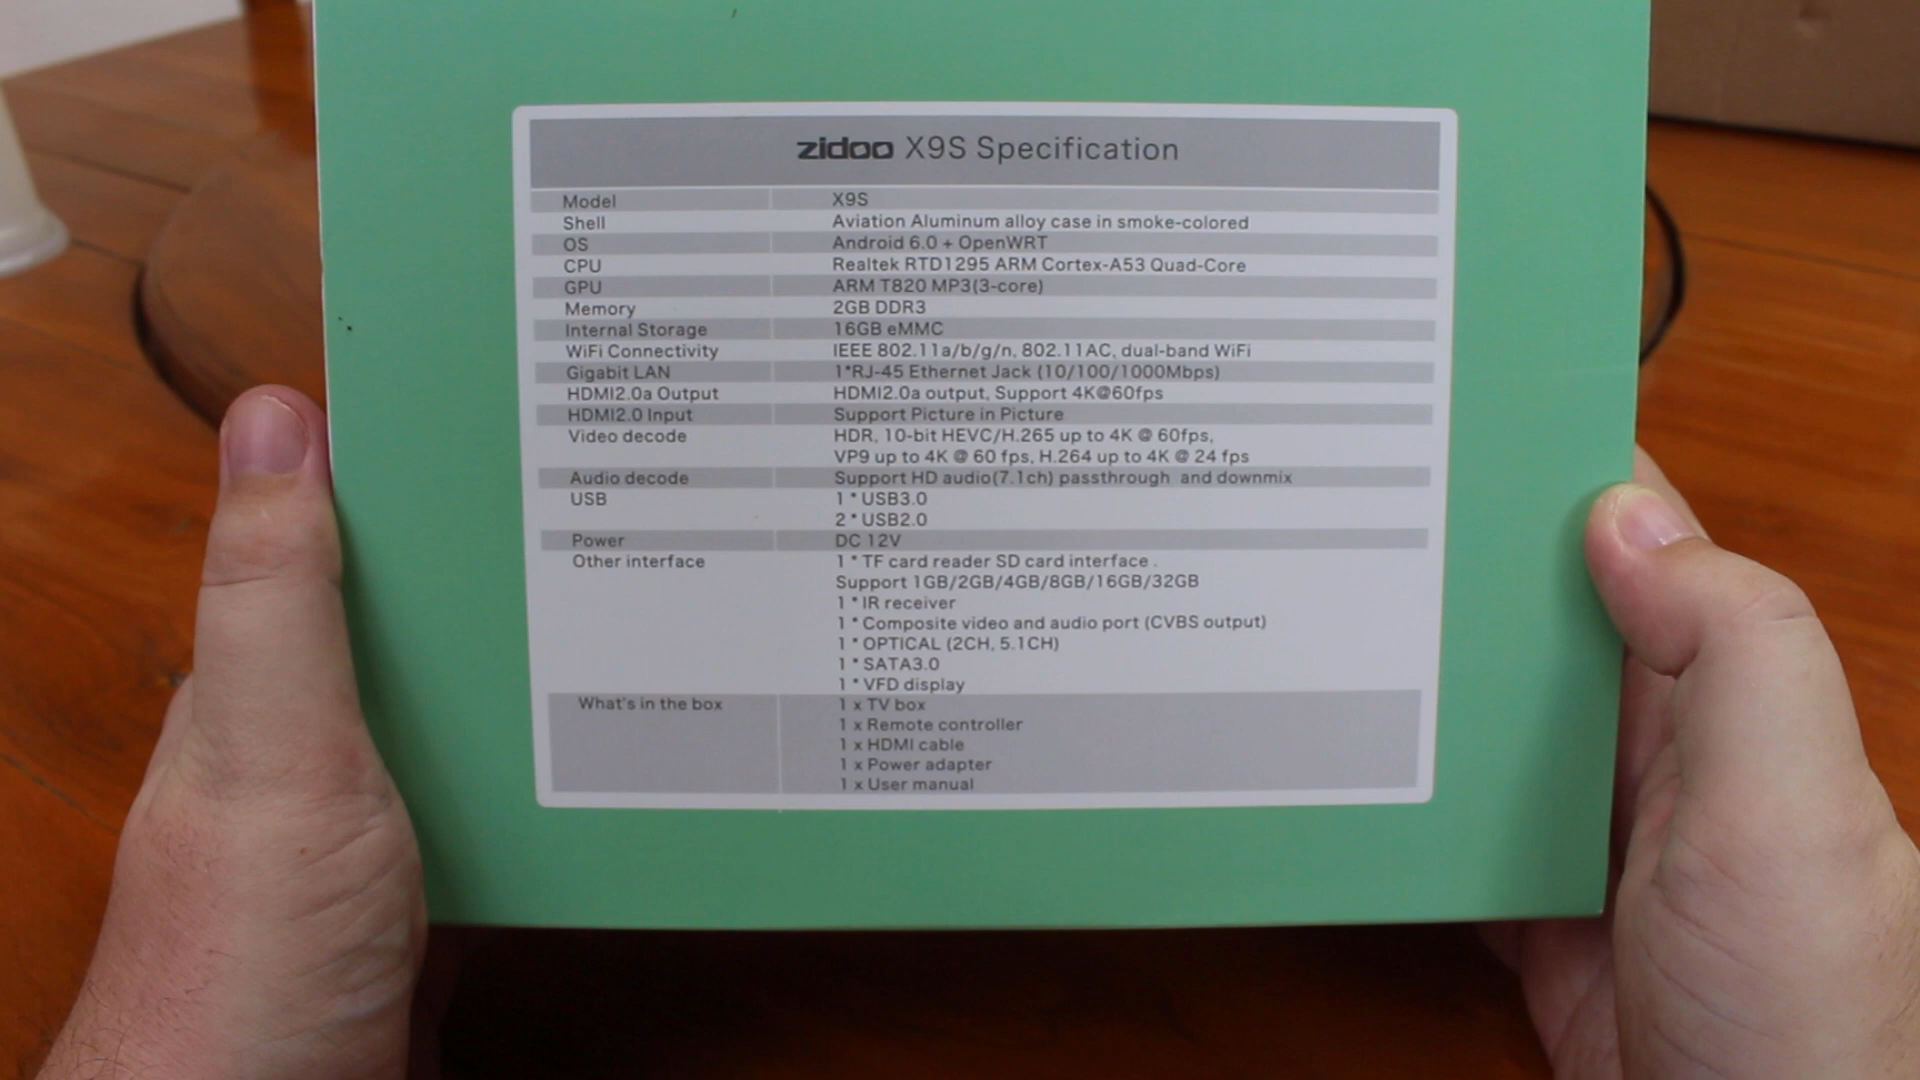 zidoo X9S Specification
Model X9S
Shell Aviation Aluminum alloy case in smoke-colored
OS Android 6.0 + OpenWRT
CPU Realtek RTD1295 ARM Cortex-A53 Quad-Core
GPU ARM T820 MP3(3-core)
Memory 2GB DDR3
Internal Storage 16GB eMMC
WiFi Connectivity IEEE 802.11a/b/g/n, 802.11AC, dual-band WiFi
Gigabit LAN 1*RJ-45 Ethernet Jack (10/100/1000Mbps)
HDMI2.0a Output HDMI2.0a output, Support 4K@60fps
HDMI2.0 Input Support Picture in Picture
Video decode HDR, 10-bit HEVC/H.265 up to 4K @ 60fps,
VP9 up to 4K @ 60 fps, H.264 up to 4K @ 24 fps
Audio decode Support HD audio(7.1ch) passthrough and downmix
USB 1 * USB3.0
2 * USB2.0
Power DC 12V
Other interface 1 * TF card reader SD card interface .
Support 1GB/2GB/4GB/8GB/16GB/32GB
1 * IR receiver
1 * Composite video and audio port (CVBS output)
1 * OPTICAL (2CH, 5.1CH)
1 * SATA3.0
1 * VFD display
What's in the box 1 x TV box
1 x Remote controller
1 x HDMI cable
1 x Power adapter
1 x User manual